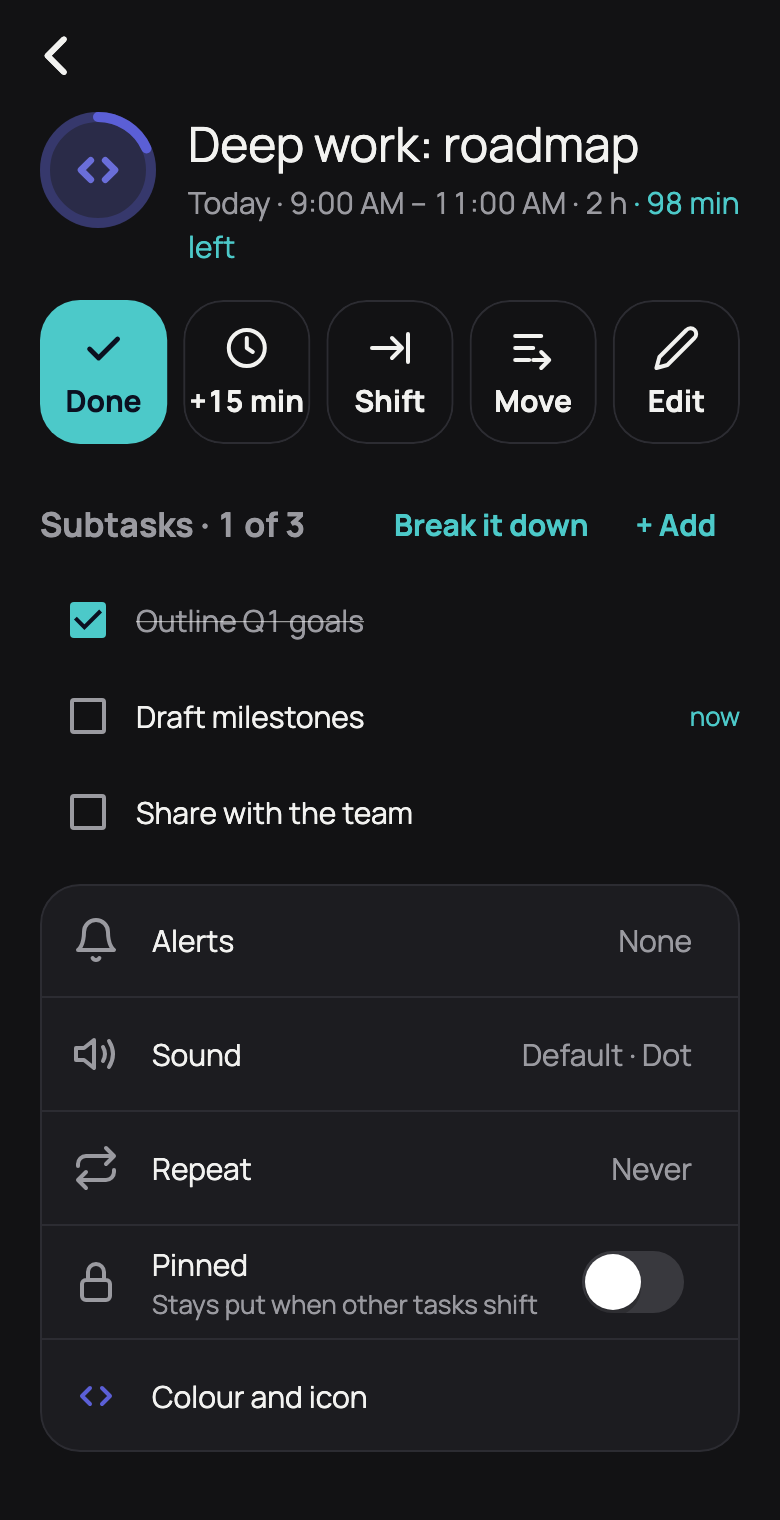 Deep work: roadmap
Today · 9:00 AM – 11:00 AM · 2 h · 98 min
left
Done
+15 min
Shift
Move
Edit
Subtasks · 1 of 3
Break it down
+ Add
Outline Q1 goals
Draft milestones
now
Share with the team
Alerts
None
Sound
Default · Dot
Repeat
Never
Pinned
Stays put when other tasks shift
Colour and icon